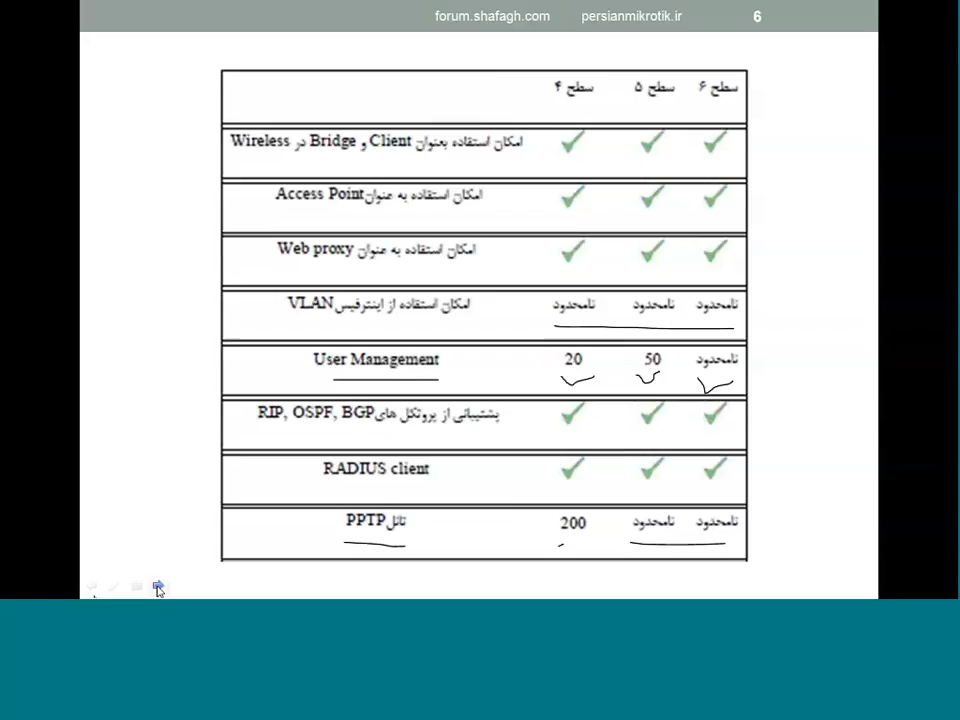 forum.shafagh.com persianmikrotik.ir 6
سطح ۴ سطح ۵ سطح ۶
امکان استفاده بعنوان Client و Bridge در Wireless
امکان استفاده به عنوان Access Point
امکان استفاده به عنوان Web proxy
امکان استفاده از اینترفیس VLAN نامحدود نامحدود نامحدود
User Management 20 50 نامحدود
پشتیبانی از پروتکل های RIP, OSPF, BGP
RADIUS client
تانل PPTP 200 نامحدود نامحدود